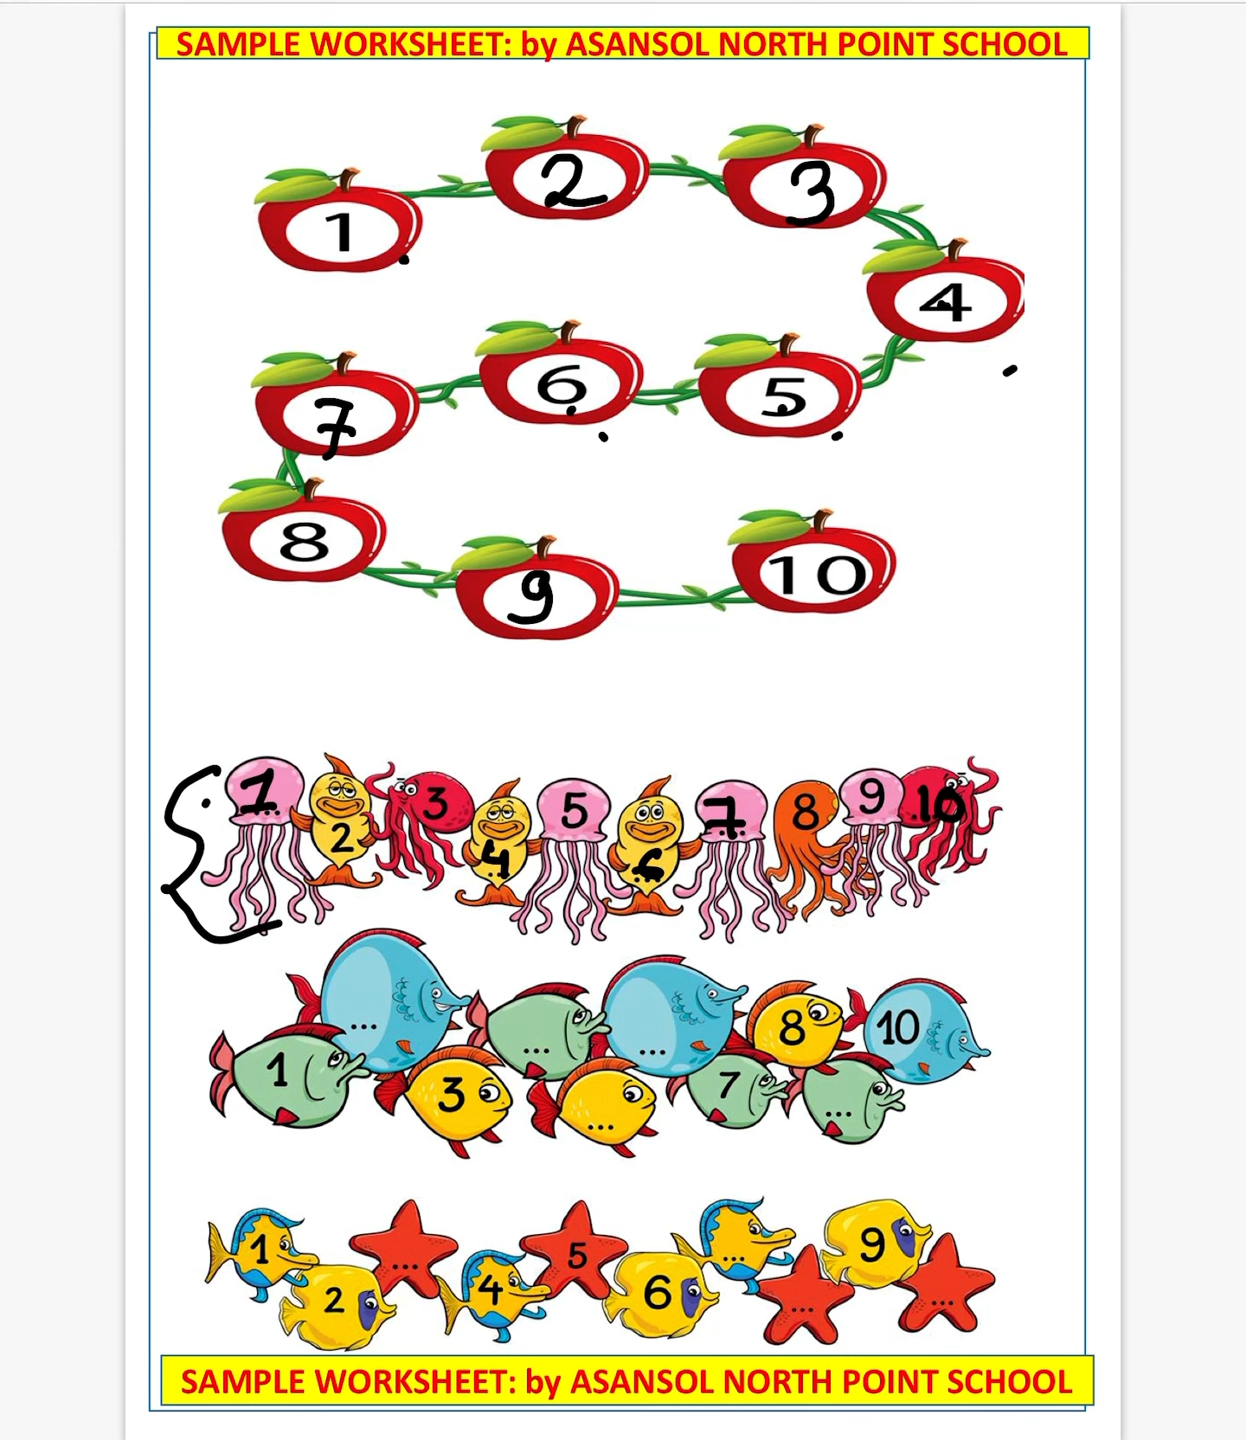 SAMPLE WORKSHEET: by ASANSOL NORTH POINT SCHOOL
1 2 3
4
7 6 5
8 9 10
1 2 3 4 5 6 7 8 9 10
1 ... 3 ... ... ... 7 8 ... 10
1 2 ... 4 5 6 ... ... 9 ...
SAMPLE WORKSHEET: by ASANSOL NORTH POINT SCHOOL